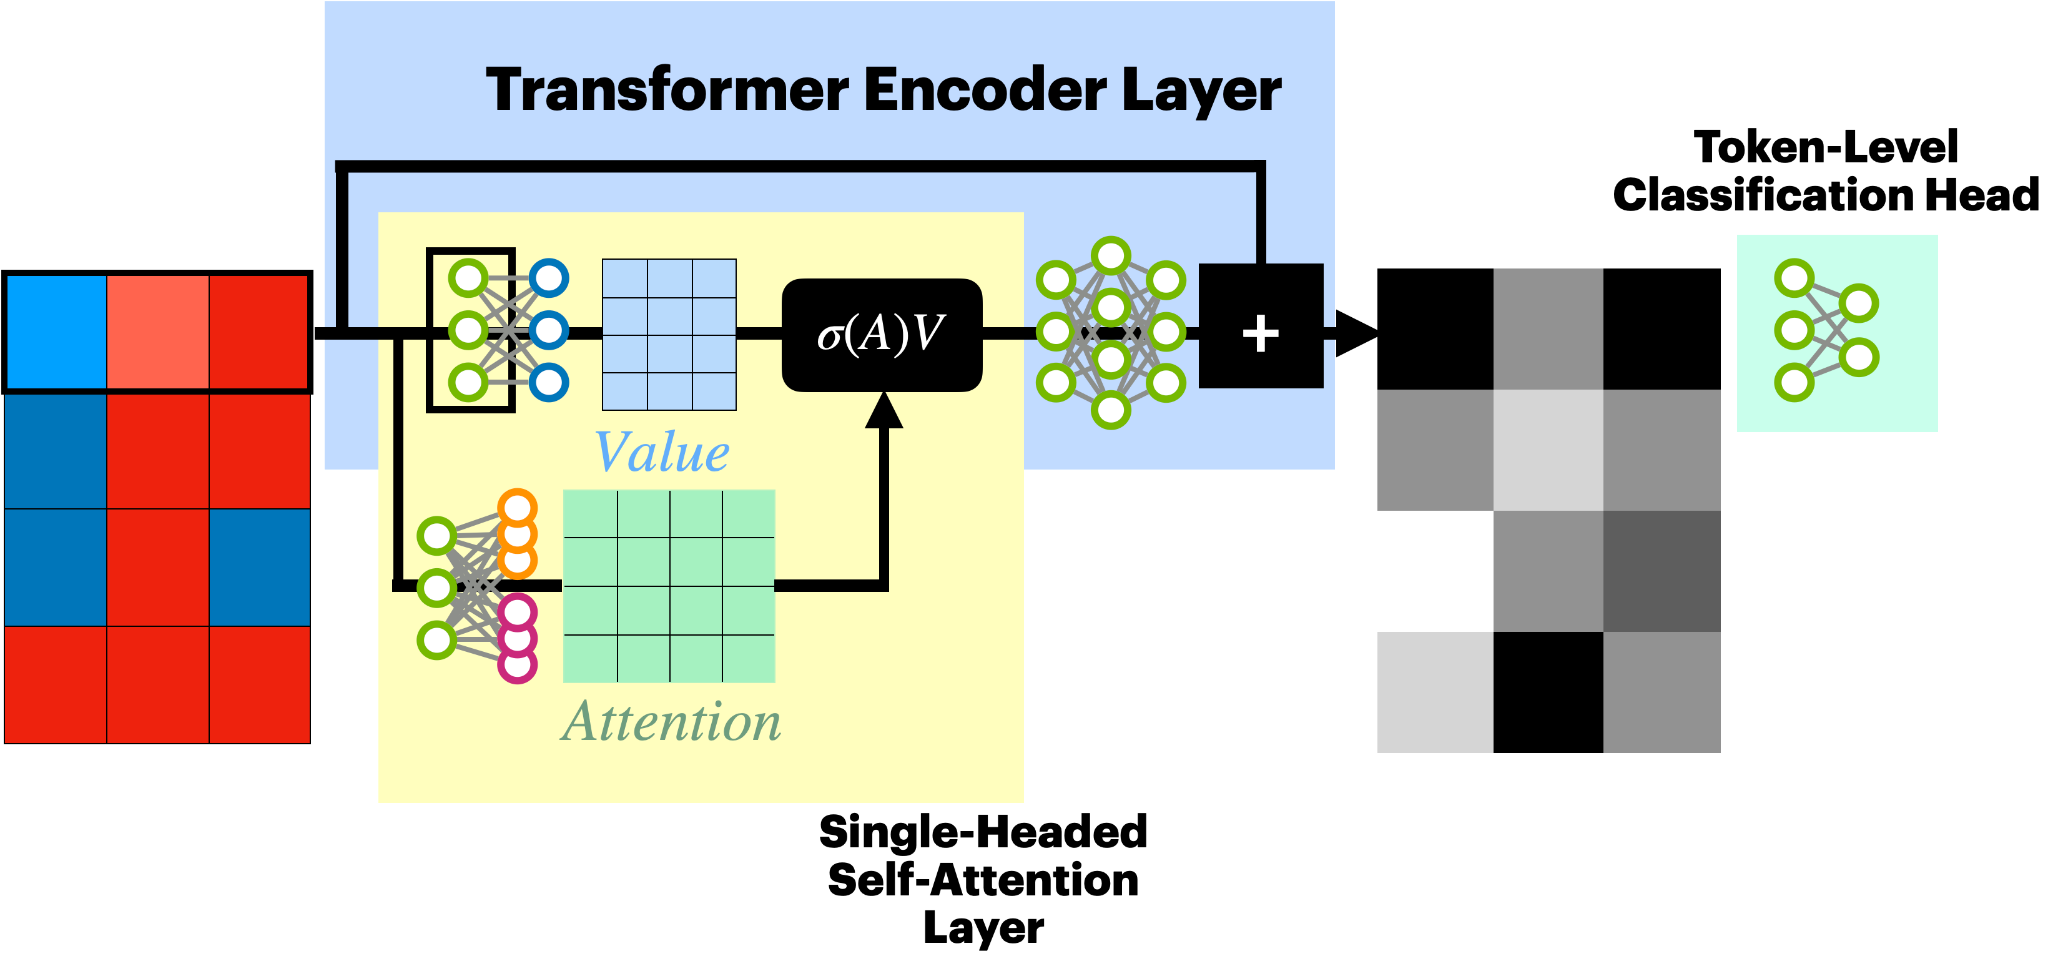 Transformer Encoder Layer
Token-Level
Classification Head
σ(A)V
+
Value
Attention
Single-Headed
Self-Attention
Layer